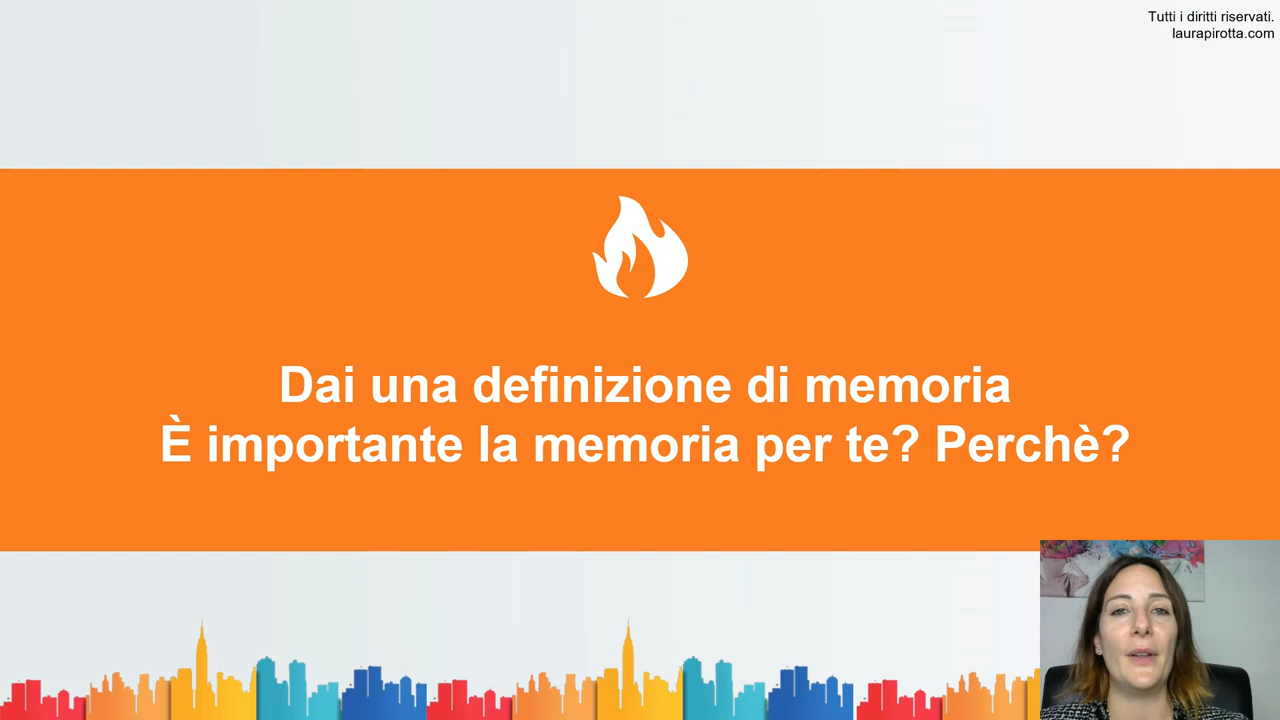 Tutti i diritti riservati.
laurapirotta.com
Dai una definizione di memoria
È importante la memoria per te? Perchè?